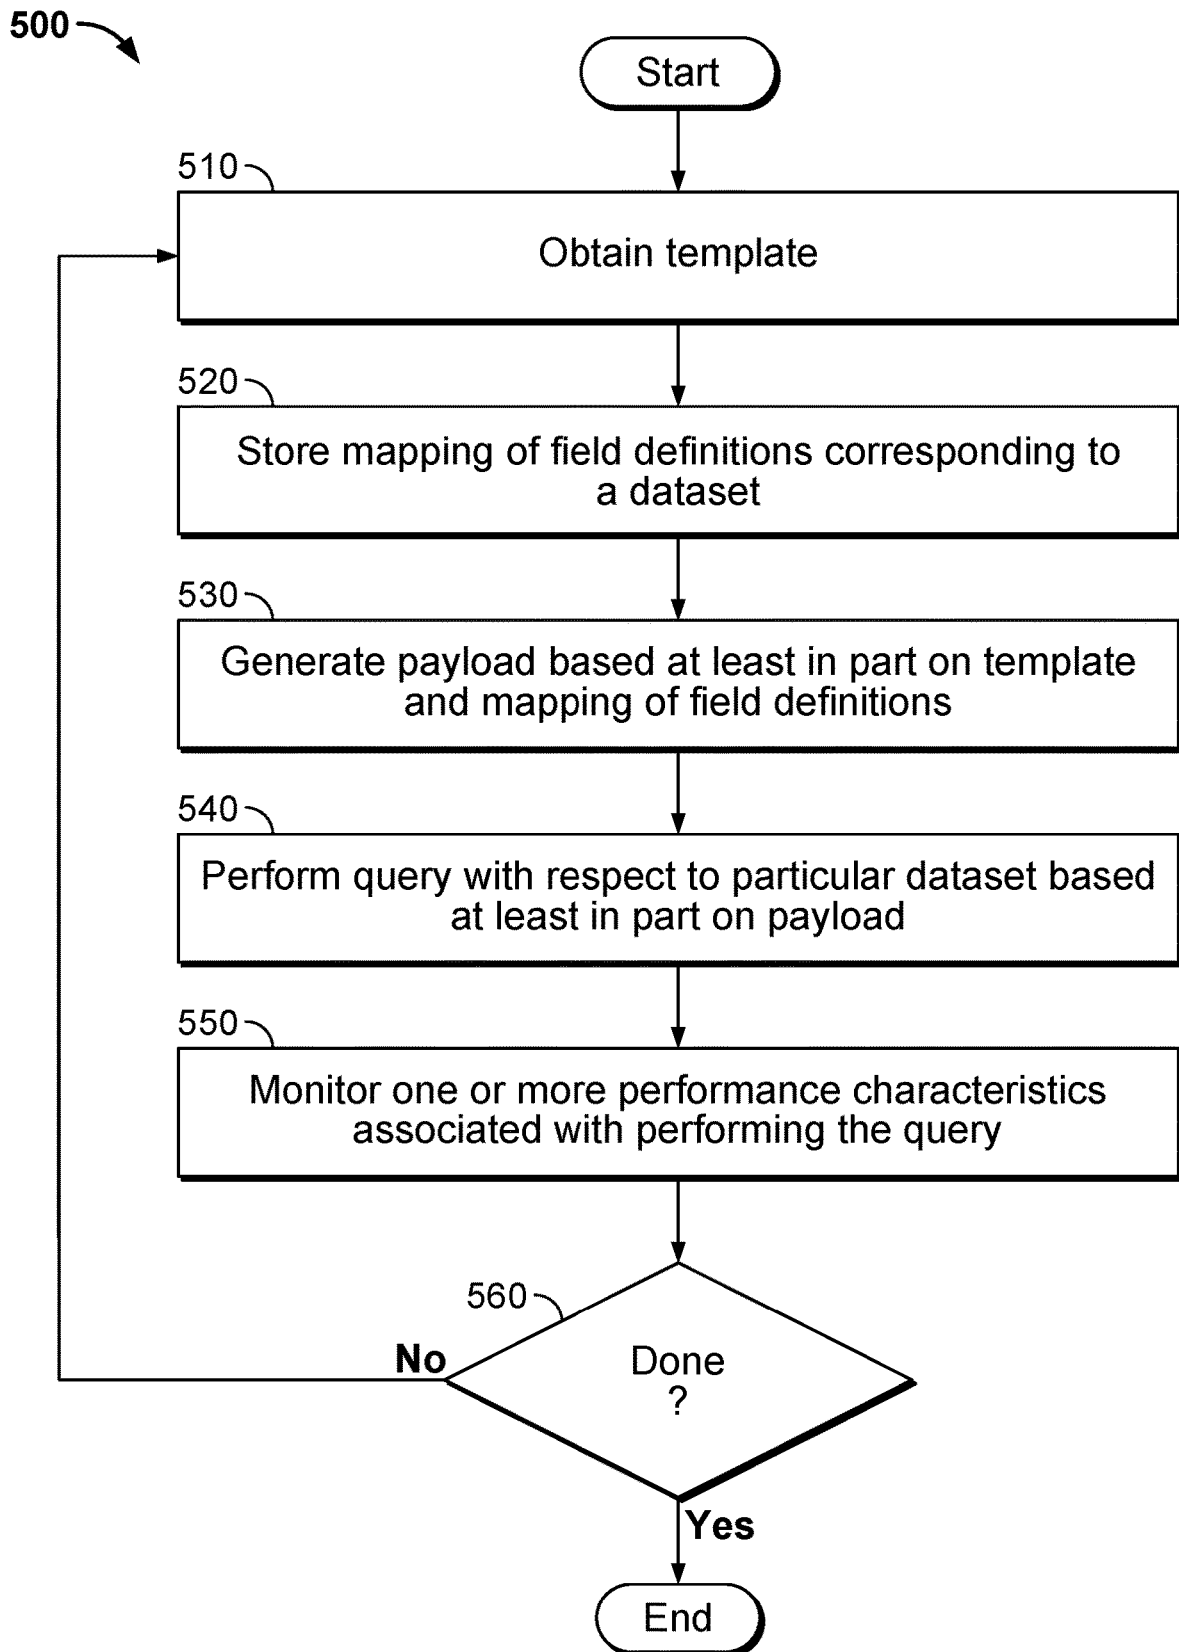 500
Start
510
Obtain template
520
Store mapping of field definitions corresponding to
a dataset
530
Generate payload based at least in part on template
and mapping of field definitions
540
Perform query with respect to particular dataset based
at least in part on payload
550
Monitor one or more performance characteristics
associated with performing the query
560
No
Done
?
Yes
End